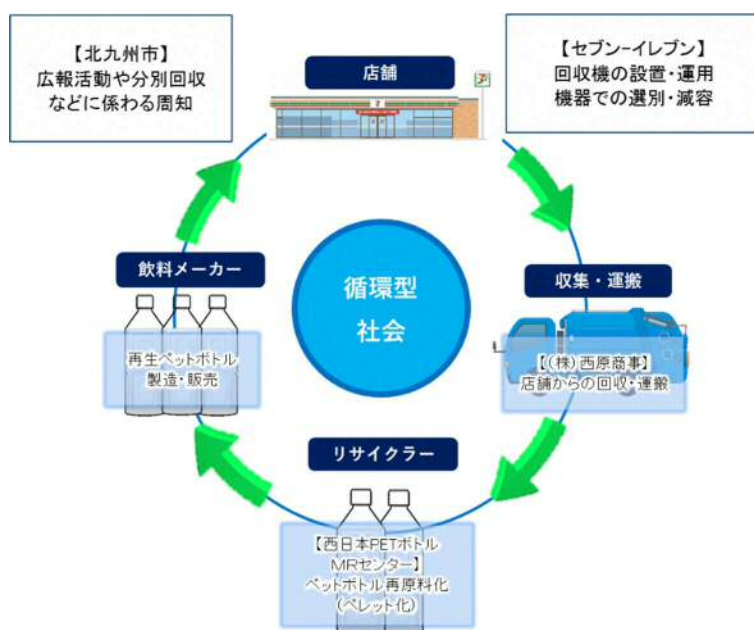 【北九州市】
広報活動や分別回収
などに係わる周知
店舗
【セブン-イレブン】
回収機の設置・運用
機器での選別・減容
7
飲料メーカー
再生ペットボトル
製造・販売
循環型
社会
収集・運搬
【(株)西原商事】
店舗からの回収・運搬
リサイクラー
【西日本PETボトル
MRセンター】
ペットボトル再原料化
(ペレット化)